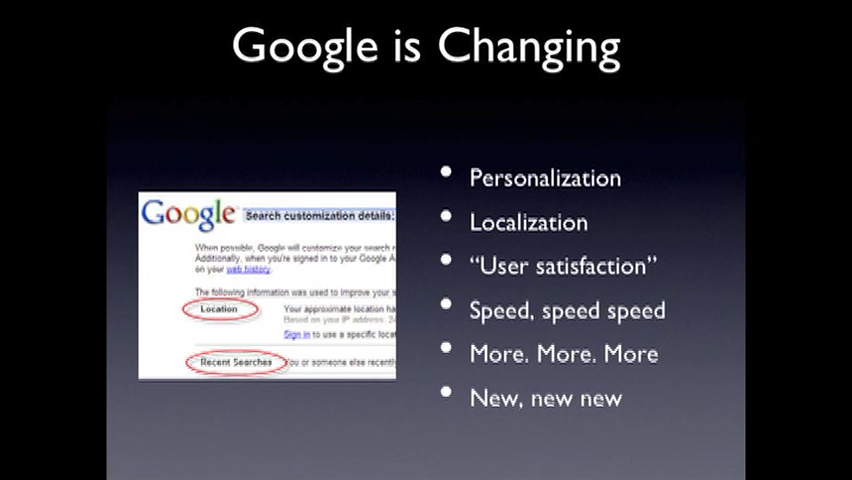 Google is Changing
Google Search customization details:
When possible, Google will customize your search
Additionally, when you're signed in to your Google A
on your web history.
The following information was used to improve your s
Location
Your approximate location ha
Based on your IP address: 24
Sign in to use a specific locat
Recent Searches
You or someone else recently
• Personalization
• Localization
• “User satisfaction”
• Speed, speed speed
• More. More. More
• New, new new